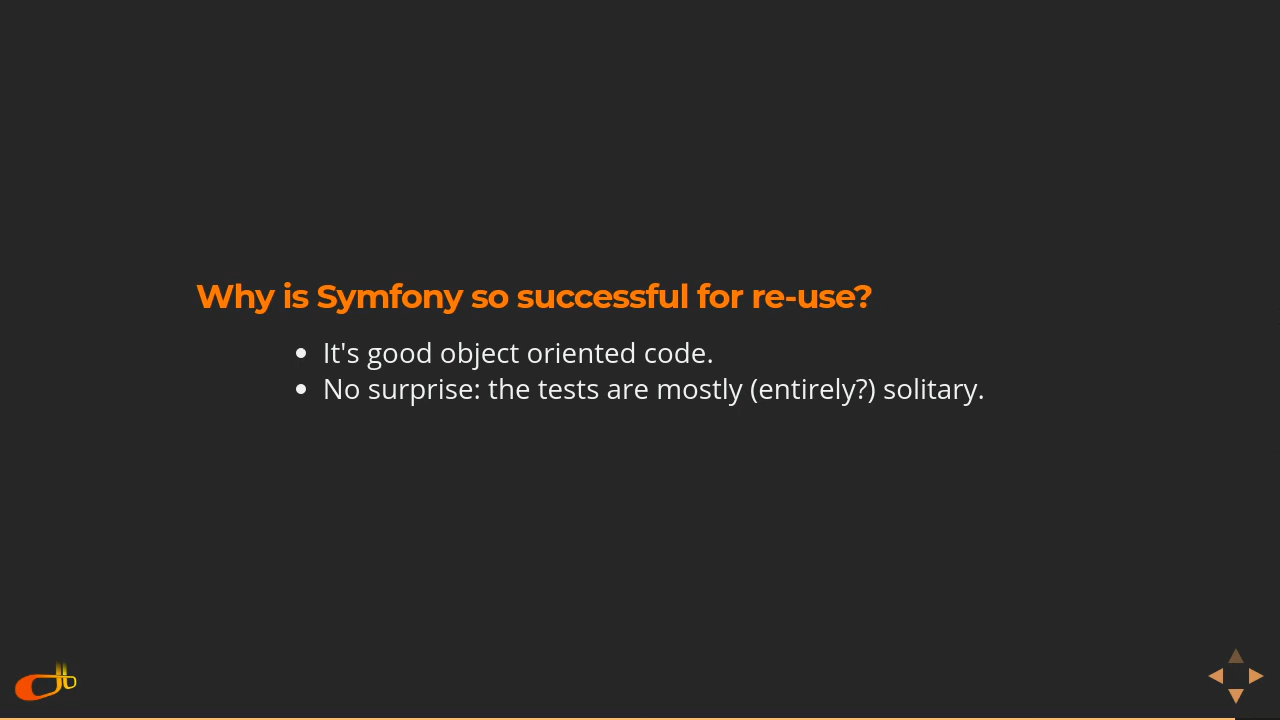 Why is Symfony so successful for re-use?
• It's good object oriented code.
• No surprise: the tests are mostly (entirely?) solitary.